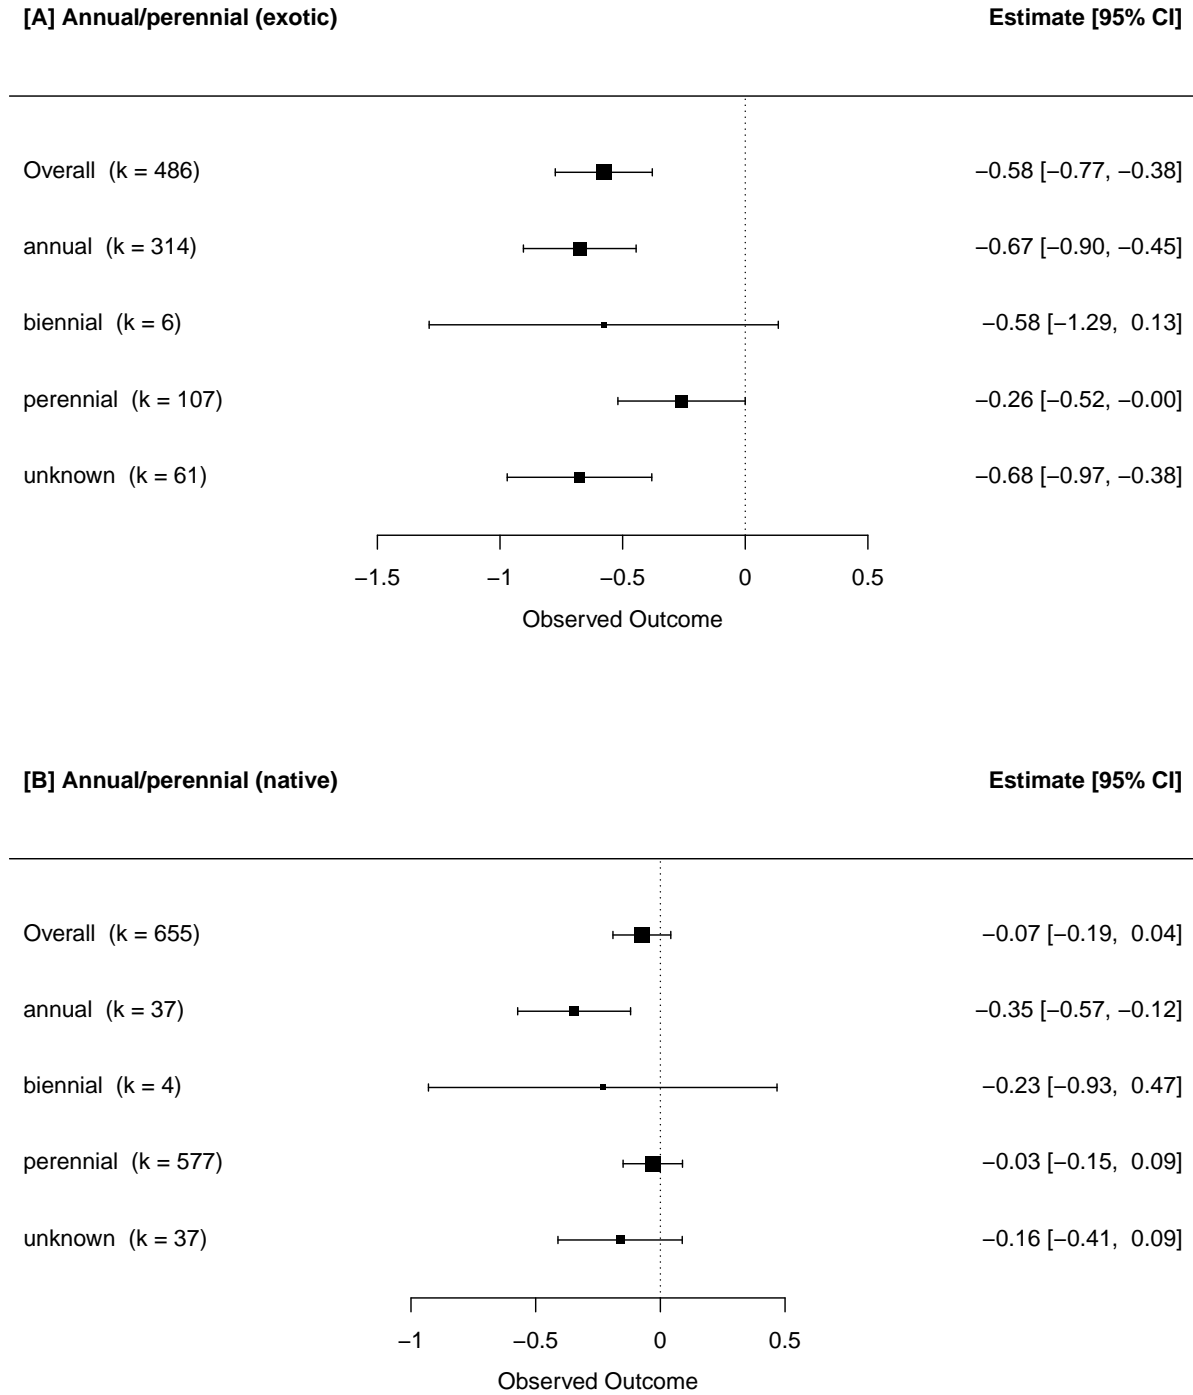 [A] Annual/perennial (exotic) Estimate [95% CI]
Overall (k = 486) −0.58 [−0.77, −0.38]
annual (k = 314) −0.67 [−0.90, −0.45]
biennial (k = 6) −0.58 [−1.29, 0.13]
perennial (k = 107) −0.26 [−0.52, −0.00]
unknown (k = 61) −0.68 [−0.97, −0.38]
−1.5 −1 −0.5 0 0.5
Observed Outcome
[B] Annual/perennial (native) Estimate [95% CI]
Overall (k = 655) −0.07 [−0.19, 0.04]
annual (k = 37) −0.35 [−0.57, −0.12]
biennial (k = 4) −0.23 [−0.93, 0.47]
perennial (k = 577) −0.03 [−0.15, 0.09]
unknown (k = 37) −0.16 [−0.41, 0.09]
−1 −0.5 0 0.5
Observed Outcome